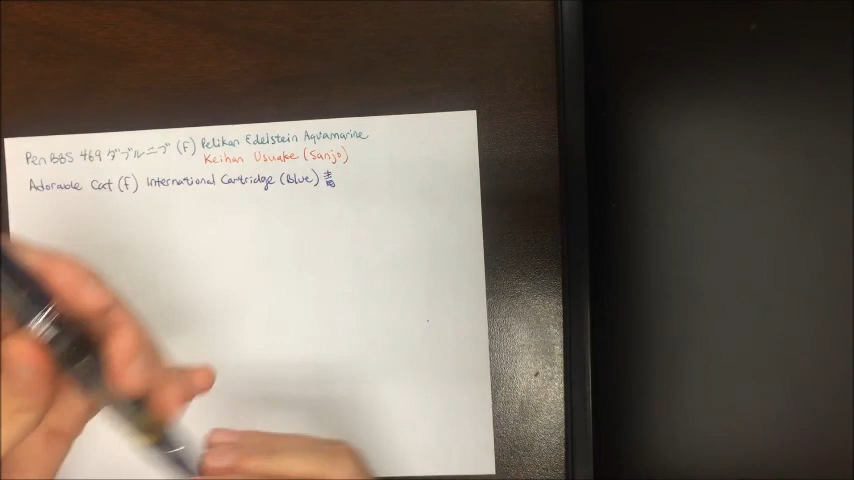 PenBBS 469 ダブルニブ (F) Pelikan Edelstein Aquamarine
Keihan Usuake (Sanjo)
Adorable Cat (F) International Cartridge (Blue) 青